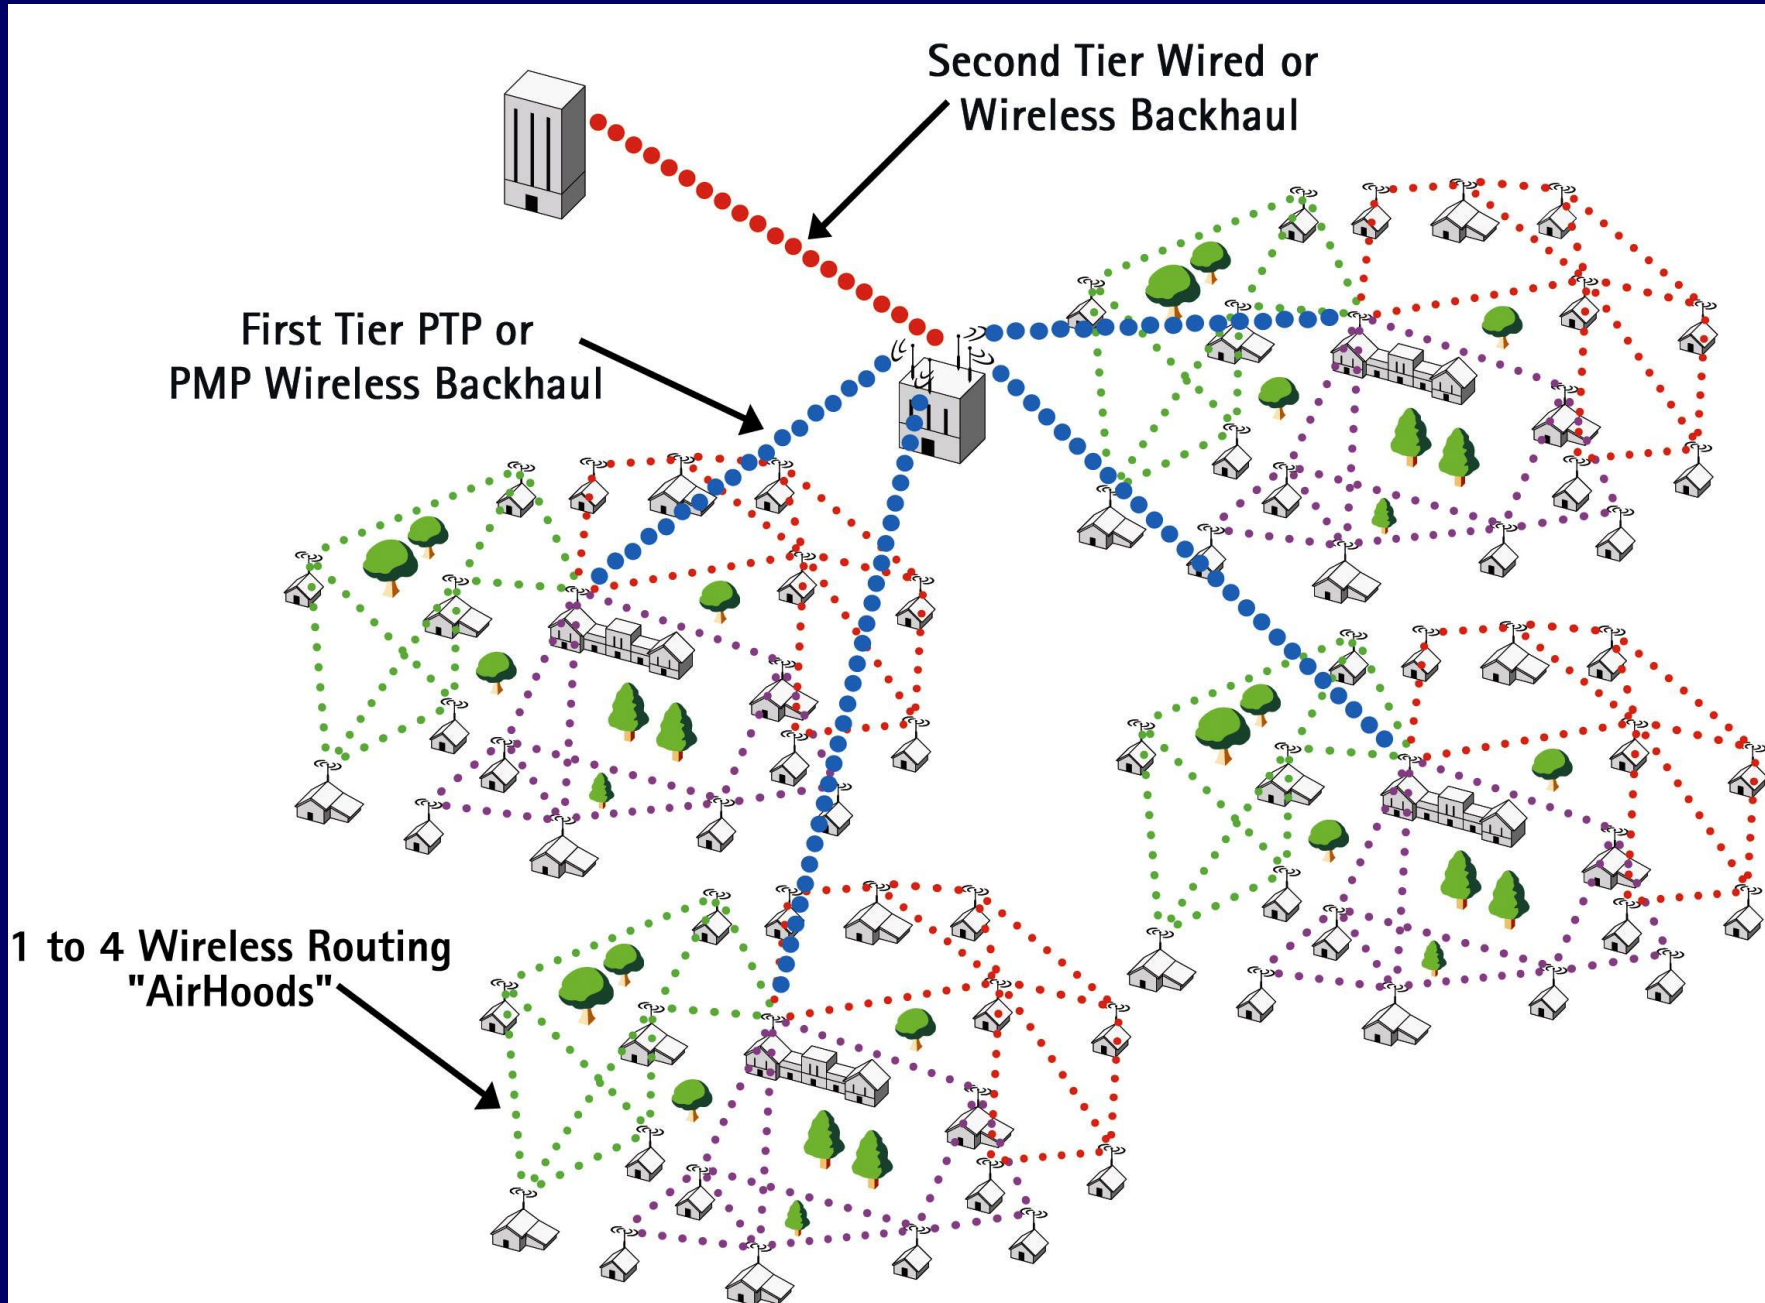 Second Tier Wired or
Wireless Backhaul
First Tier PTP or
PMP Wireless Backhaul
1 to 4 Wireless Routing
"AirHoods"